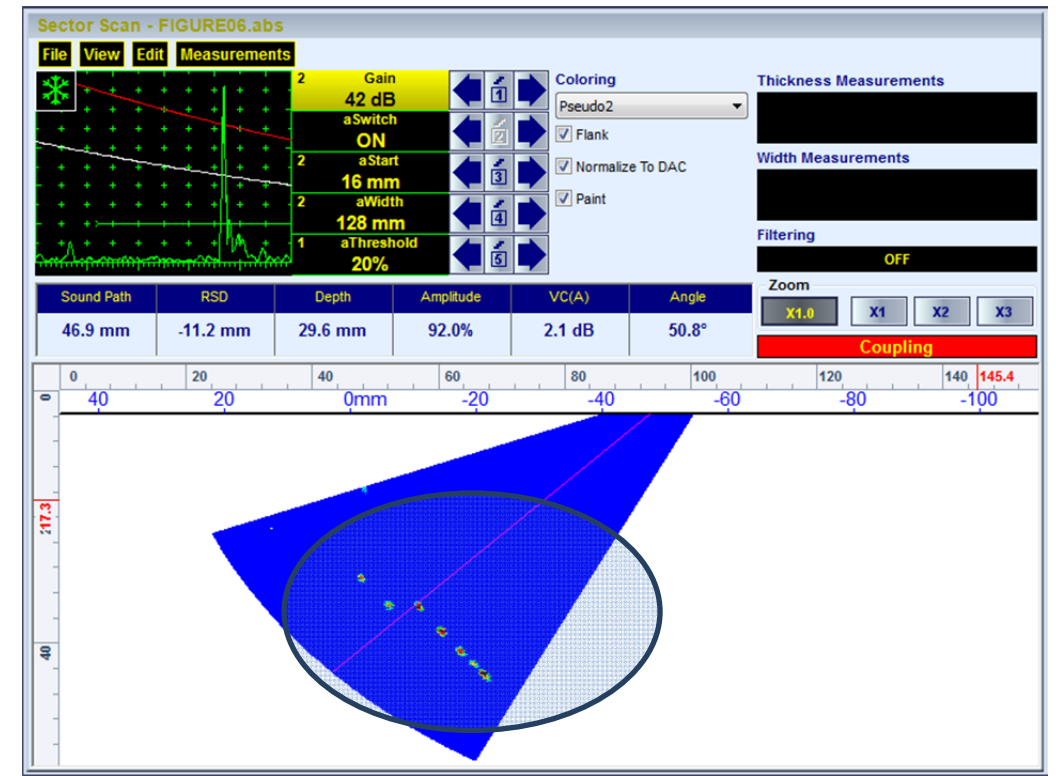 Sector Scan - FIGURE06.abs
File View Edit Measurements
2 Gain
42 dB
1
aSwitch
ON
2
2 aStart
16 mm
3
2 aWidth
128 mm
4
1 aThreshold
20%
5
Coloring
Pseudo2
Flank
Normalize To DAC
Paint
Thickness Measurements
Width Measurements
Filtering
OFF
Zoom
X1.0 X1 X2 X3
Coupling
Sound Path RSD Depth Amplitude VC(A) Angle
46.9 mm -11.2 mm 29.6 mm 92.0% 2.1 dB 50.8°
0 20 40 60 80 100 120 140 145.4
40 20 0mm -20 -40 -60 -80 -100
0
17.3
40